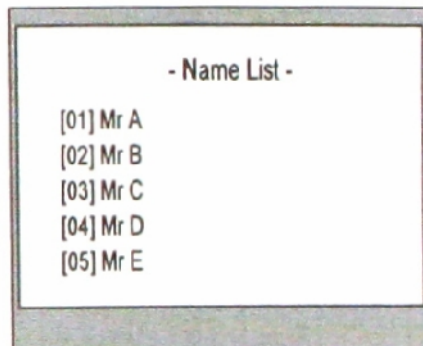 - Name List -
[01] Mr A
[02] Mr B
[03] Mr C
[04] Mr D
[05] Mr E